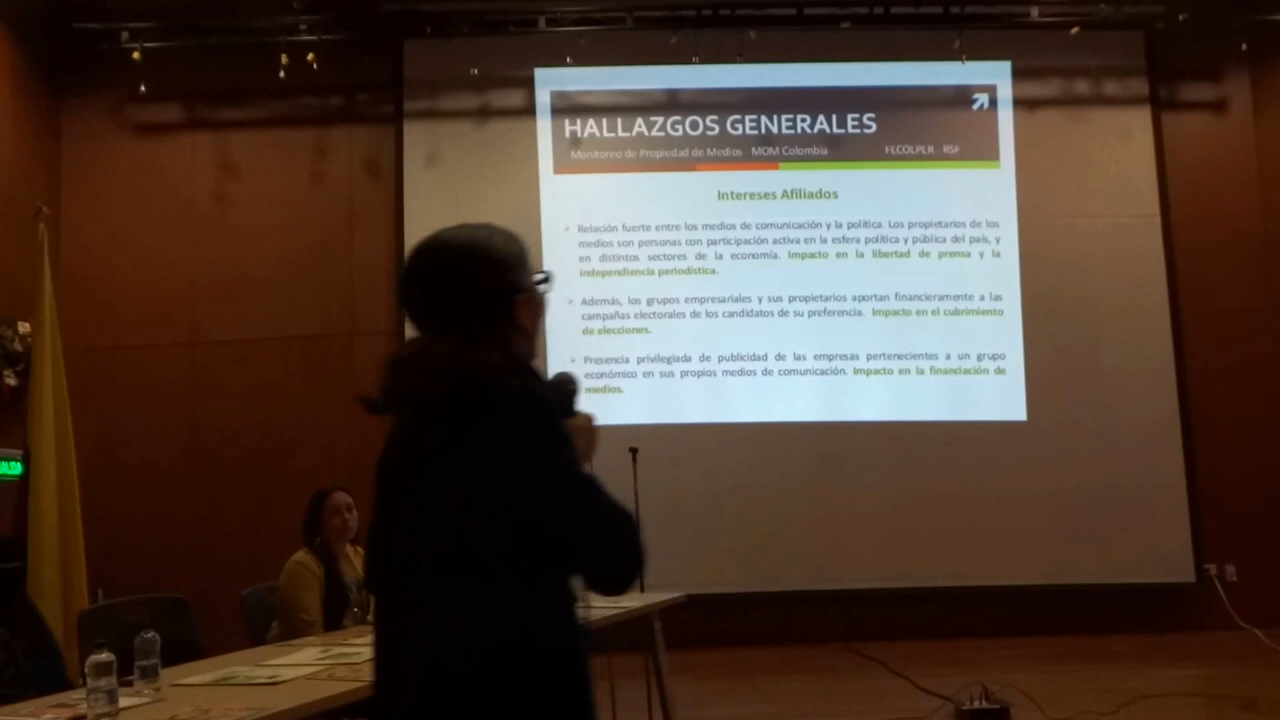 HALLAZGOS GENERALES
Monitoreo de Propiedad de Medios MOM Colombia FECOLPER RSF
Intereses Afiliados
Relación fuerte entre los medios de comunicación y la política. Los propietarios de los
medios son personas con participación activa en la esfera política y pública del país, y
en distintos sectores de la economía. Impacto en la libertad de prensa y la
independencia periodística.
Además, los grupos empresariales y sus propietarios aportan financieramente a las
campañas electorales de los candidatos de su preferencia. Impacto en el cubrimiento
de elecciones.
Presencia privilegiada de publicidad de las empresas pertenecientes a un grupo
económico en sus propios medios de comunicación. Impacto en la financiación de
medios.
SALIDA